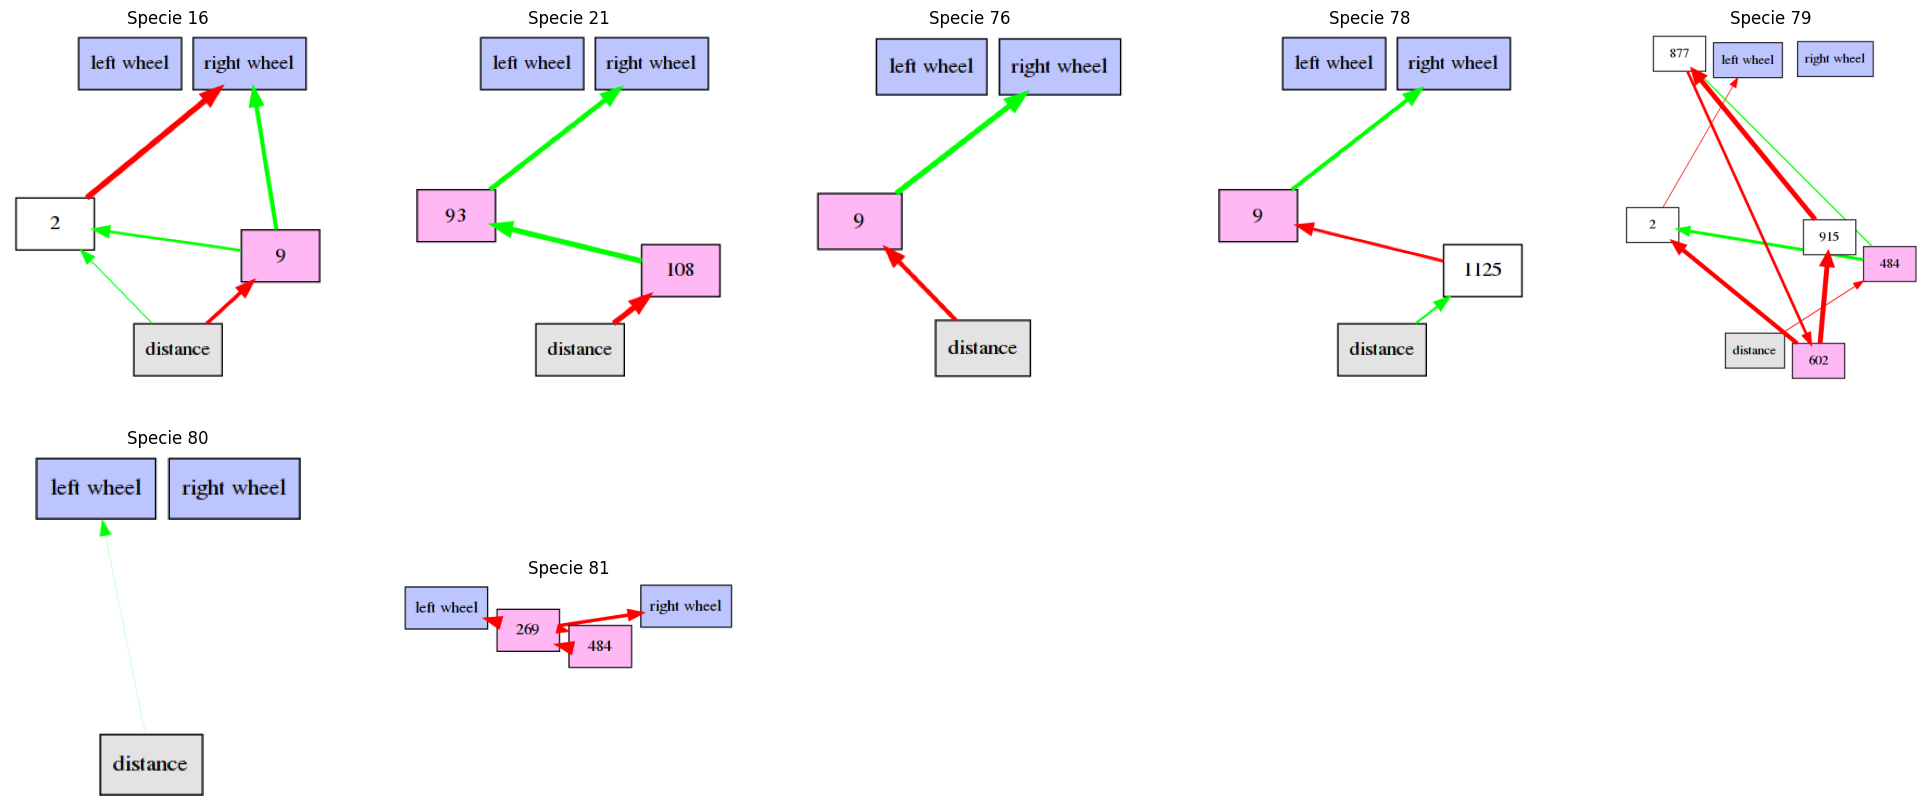 Specie 16
left wheel
right wheel
2
9
distance
Specie 21
left wheel
right wheel
93
108
distance
Specie 76
left wheel
right wheel
9
distance
Specie 78
left wheel
right wheel
9
1125
distance
Specie 79
877
left wheel
right wheel
2
915
484
distance
602
Specie 80
left wheel
right wheel
distance
Specie 81
left wheel
right wheel
269
484